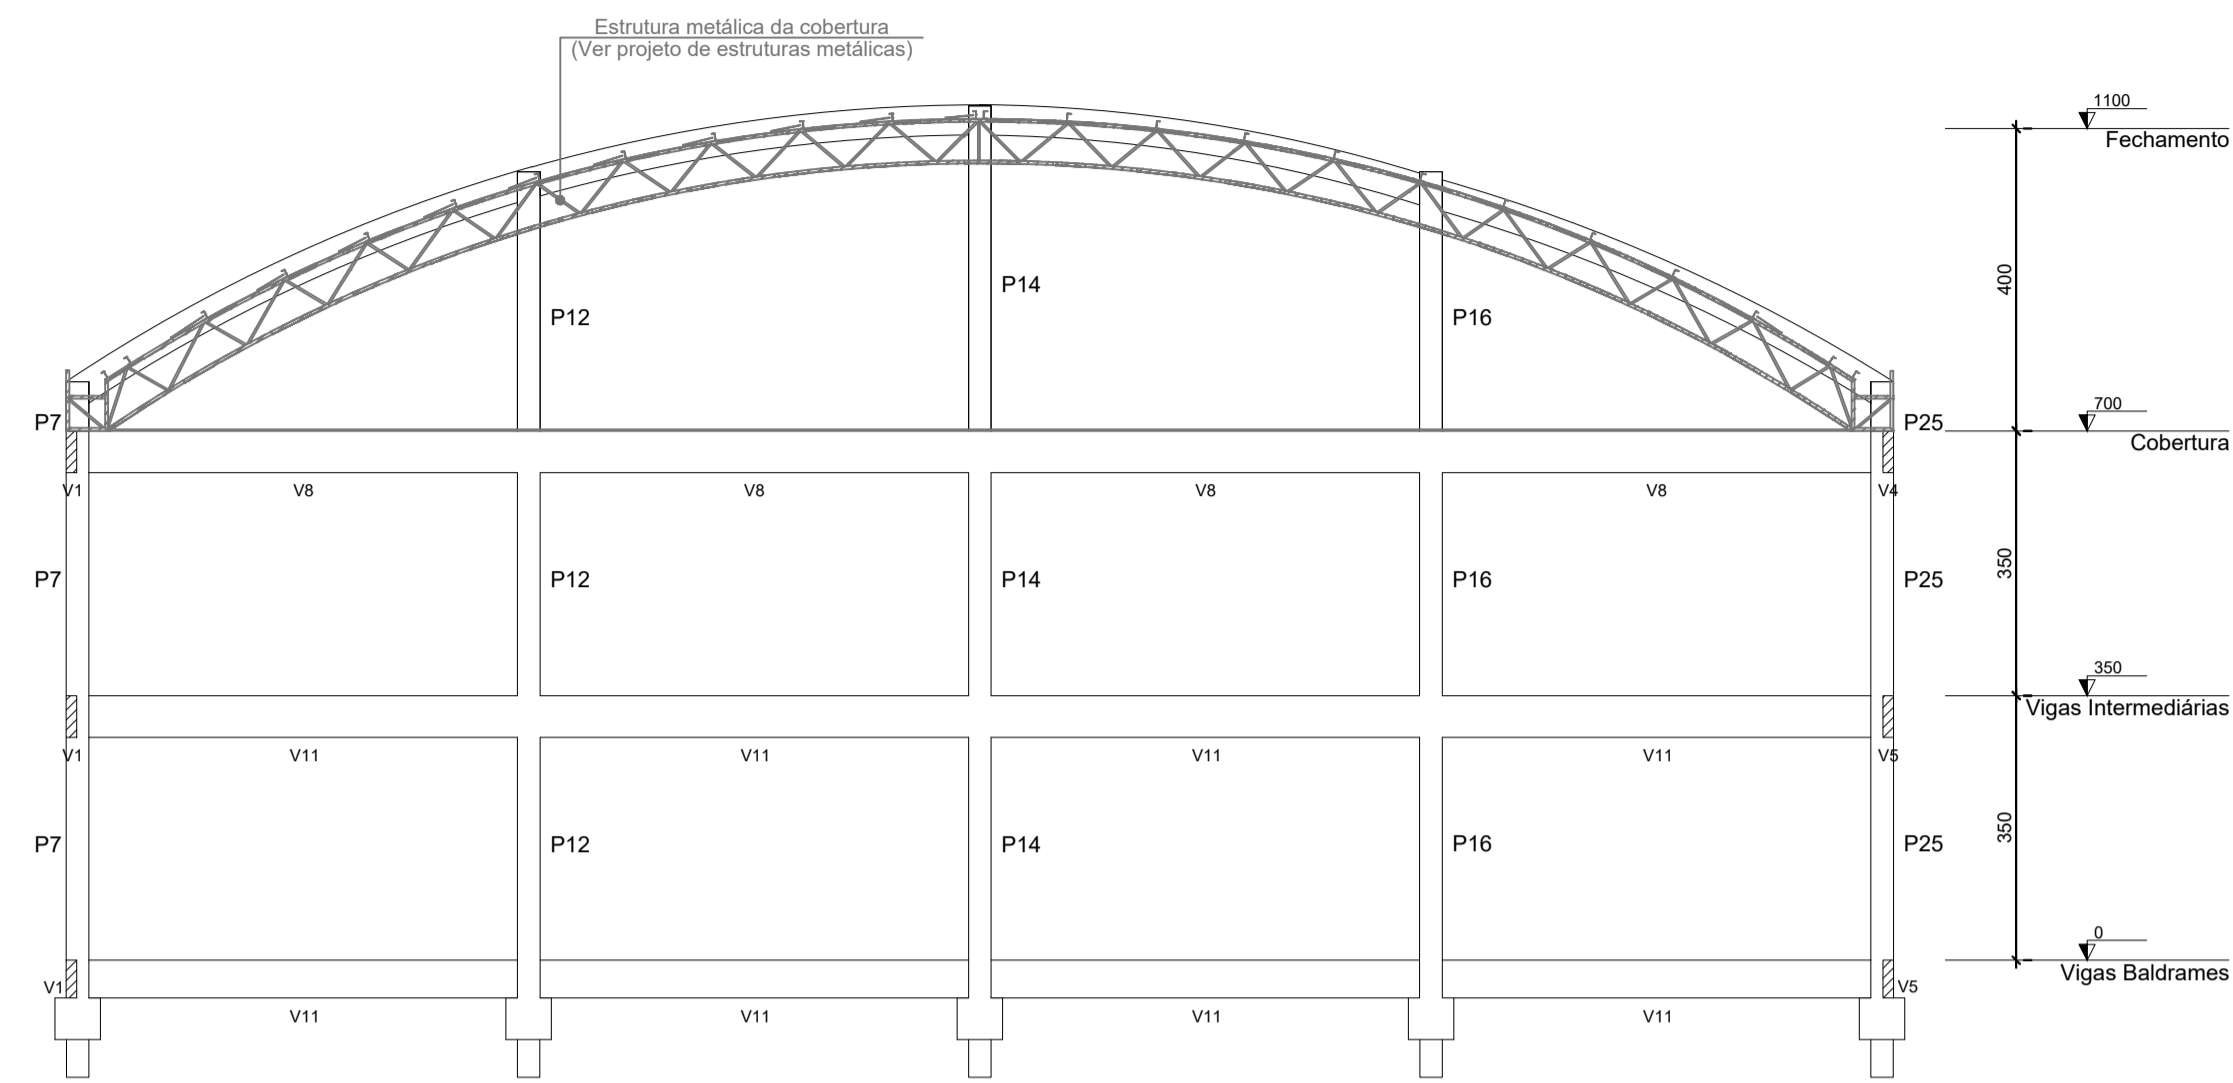 Estrutura metálica da cobertura
(Ver projeto de estruturas metálicas)
1100
Fechamento
P14
400
P12
P16
P7
700
P25
Cobertura
V1
V8
V8
V8
V8
V4
P7
P12
P14
P16
P25
350
350
Vigas Intermediárias
V1
V11
V11
V11
V11
V5
P7
P12
P14
P16
P25
350
0
Vigas Baldrames
V1
V5
V11
V11
V11
V11